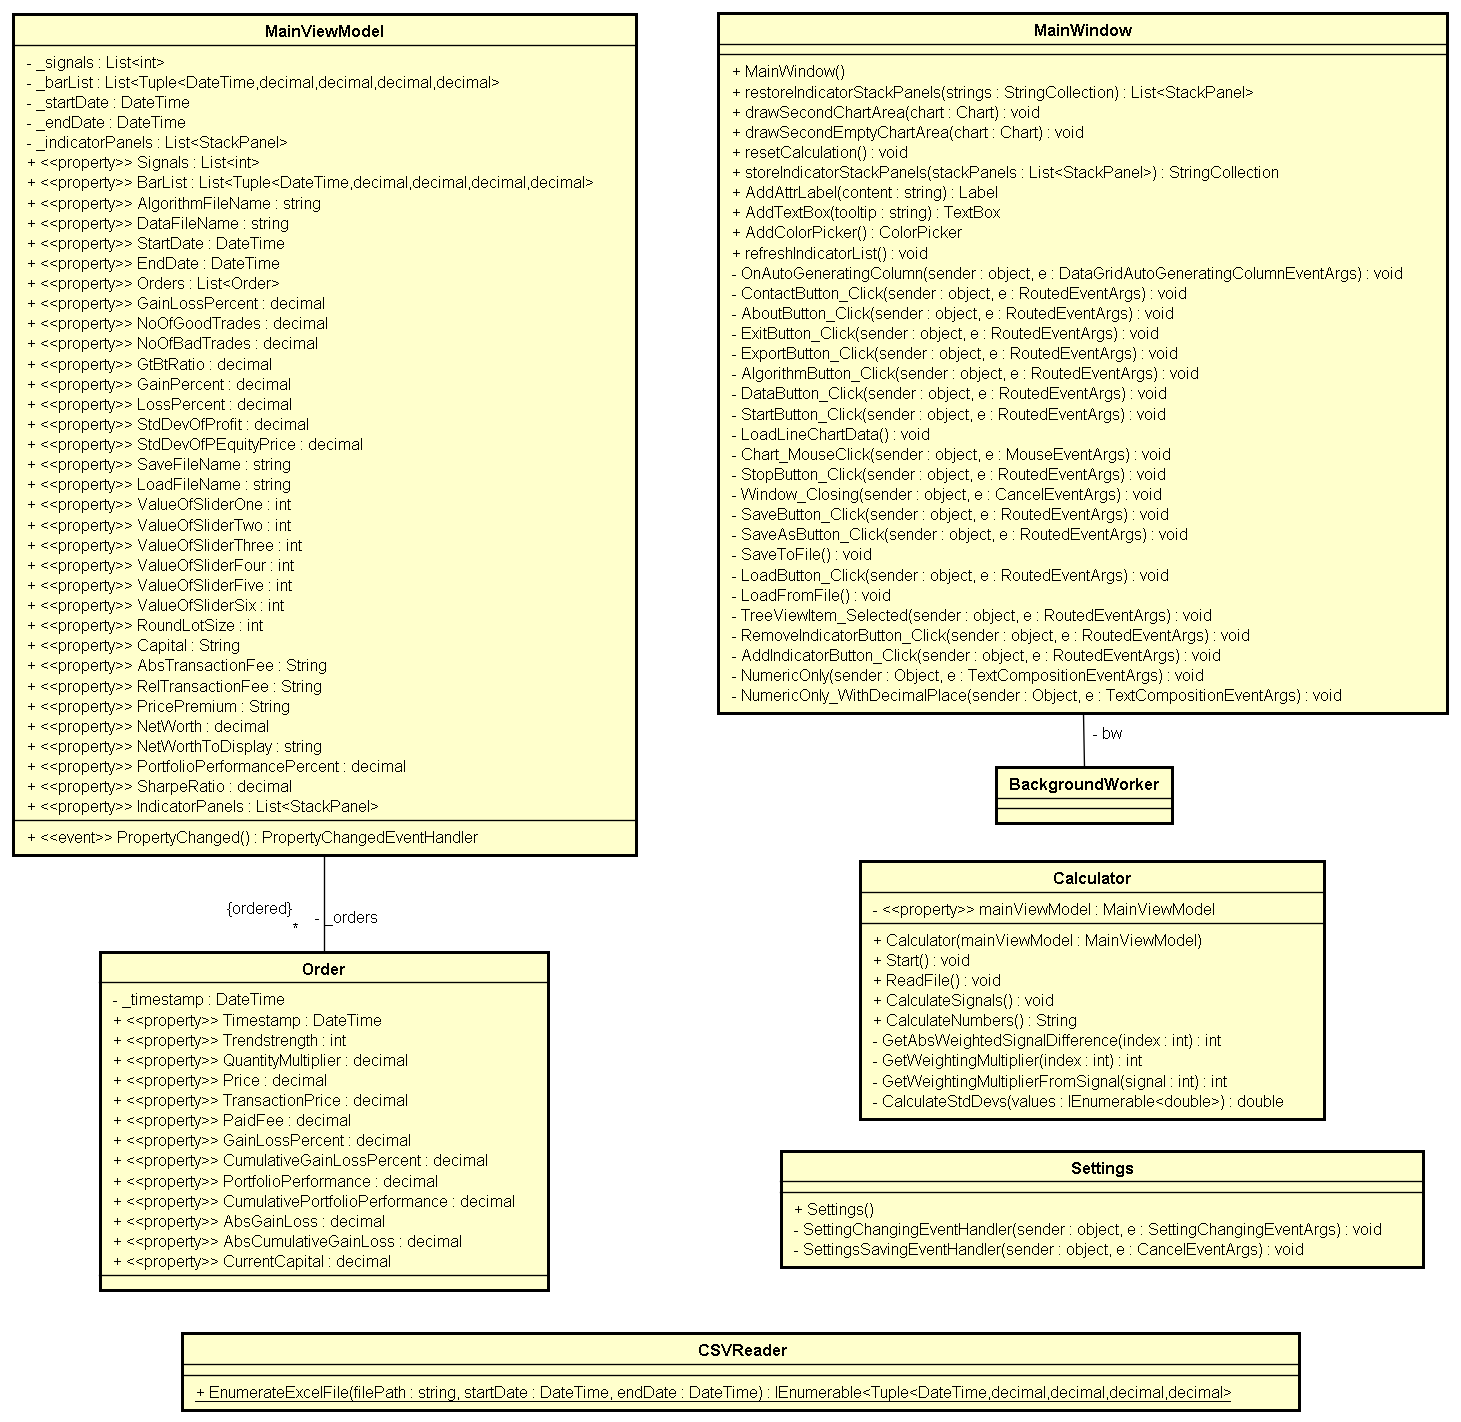 MainViewModel
- _signals : List<int>
- _barList : List<Tuple<DateTime,decimal,decimal,decimal,decimal>
- _startDate : DateTime
- _endDate : DateTime
- _indicatorPanels : List<StackPanel>
+ <<property>> Signals : List<int>
+ <<property>> BarList : List<Tuple<DateTime,decimal,decimal,decimal,decimal>
+ <<property>> AlgorithmFileName : string
+ <<property>> DataFileName : string
+ <<property>> StartDate : DateTime
+ <<property>> EndDate : DateTime
+ <<property>> Orders : List<Order>
+ <<property>> GainLossPercent : decimal
+ <<property>> NoOfGoodTrades : decimal
+ <<property>> NoOfBadTrades : decimal
+ <<property>> GtBtRatio : decimal
+ <<property>> GainPercent : decimal
+ <<property>> LossPercent : decimal
+ <<property>> StdDevOfProfit : decimal
+ <<property>> StdDevOfPEquityPrice : decimal
+ <<property>> SaveFileName : string
+ <<property>> LoadFileName : string
+ <<property>> ValueOfSliderOne : int
+ <<property>> ValueOfSliderTwo : int
+ <<property>> ValueOfSliderThree : int
+ <<property>> ValueOfSliderFour : int
+ <<property>> ValueOfSliderFive : int
+ <<property>> ValueOfSliderSix : int
+ <<property>> RoundLotSize : int
+ <<property>> Capital : String
+ <<property>> AbsTransactionFee : String
+ <<property>> RelTransactionFee : String
+ <<property>> PricePremium : String
+ <<property>> NetWorth : decimal
+ <<property>> NetWorthToDisplay : string
+ <<property>> PortfolioPerformancePercent : decimal
+ <<property>> SharpeRatio : decimal
+ <<property>> IndicatorPanels : List<StackPanel>
+ <<event>> PropertyChanged() : PropertyChangedEventHandler
{ordered}
*
- _orders
Order
- _timestamp : DateTime
+ <<property>> Timestamp : DateTime
+ <<property>> Trendstrength : int
+ <<property>> QuantityMultiplier : decimal
+ <<property>> Price : decimal
+ <<property>> TransactionPrice : decimal
+ <<property>> PaidFee : decimal
+ <<property>> GainLossPercent : decimal
+ <<property>> CumulativeGainLossPercent : decimal
+ <<property>> PortfolioPerformance : decimal
+ <<property>> CumulativePortfolioPerformance : decimal
+ <<property>> AbsGainLoss : decimal
+ <<property>> AbsCumulativeGainLoss : decimal
+ <<property>> CurrentCapital : decimal
MainWindow
+ MainWindow()
+ restoreIndicatorStackPanels(strings : StringCollection) : List<StackPanel>
+ drawSecondChartArea(chart : Chart) : void
+ drawSecondEmptyChartArea(chart : Chart) : void
+ resetCalculation() : void
+ storeIndicatorStackPanels(stackPanels : List<StackPanel>) : StringCollection
+ AddAttrLabel(content : string) : Label
+ AddTextBox(tooltip : string) : TextBox
+ AddColorPicker() : ColorPicker
+ refreshIndicatorList() : void
- OnAutoGeneratingColumn(sender : object, e : DataGridAutoGeneratingColumnEventArgs) : void
- ContactButton_Click(sender : object, e : RoutedEventArgs) : void
- AboutButton_Click(sender : object, e : RoutedEventArgs) : void
- ExitButton_Click(sender : object, e : RoutedEventArgs) : void
- ExportButton_Click(sender : object, e : RoutedEventArgs) : void
- AlgorithmButton_Click(sender : object, e : RoutedEventArgs) : void
- DataButton_Click(sender : object, e : RoutedEventArgs) : void
- StartButton_Click(sender : object, e : RoutedEventArgs) : void
- LoadLineChartData() : void
- Chart_MouseClick(sender : object, e : MouseEventArgs) : void
- StopButton_Click(sender : object, e : RoutedEventArgs) : void
- Window_Closing(sender : object, e : CancelEventArgs) : void
- SaveButton_Click(sender : object, e : RoutedEventArgs) : void
- SaveAsButton_Click(sender : object, e : RoutedEventArgs) : void
- SaveToFile() : void
- LoadButton_Click(sender : object, e : RoutedEventArgs) : void
- LoadFromFile() : void
- TreeViewItem_Selected(sender : object, e : RoutedEventArgs) : void
- RemoveIndicatorButton_Click(sender : object, e : RoutedEventArgs) : void
- AddIndicatorButton_Click(sender : object, e : RoutedEventArgs) : void
- NumericOnly(sender : Object, e : TextCompositionEventArgs) : void
- NumericOnly_WithDecimalPlace(sender : Object, e : TextCompositionEventArgs) : void
- bw
BackgroundWorker
Calculator
- <<property>> mainViewModel : MainViewModel
+ Calculator(mainViewModel : MainViewModel)
+ Start() : void
+ ReadFile() : void
+ CalculateSignals() : void
+ CalculateNumbers() : String
- GetAbsWeightedSignalDifference(index : int) : int
- GetWeightingMultiplier(index : int) : int
- GetWeightingMultiplierFromSignal(signal : int) : int
- CalculateStdDevs(values : IEnumerable<double>) : double
Settings
+ Settings()
- SettingChangingEventHandler(sender : object, e : SettingChangingEventArgs) : void
- SettingsSavingEventHandler(sender : object, e : CancelEventArgs) : void
CSVReader
+ EnumerateExcelFile(filePath : string, startDate : DateTime, endDate : DateTime) : IEnumerable<Tuple<DateTime,decimal,decimal,decimal,decimal>